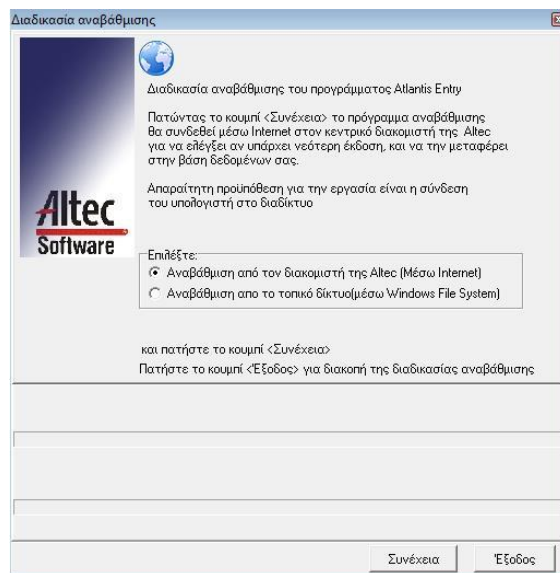 Διαδικασία αναβάθμισης
Διαδικασία αναβάθμισης του προγράμματος Atlantis Entry
Πατώντας το κουμπί <Συνέχεια> το πρόγραμμα αναβάθμισης
θα συνδεθεί μέσω Internet στον κεντρικό διακομιστή της Altec
για να ελέγξει αν υπάρχει νεότερη έκδοση, και να την μεταφέρει
στην βάση δεδομένων σας.
Απαραίτητη προϋπόθεση για την εργασία είναι η σύνδεση
του υπολογιστή στο διαδίκτυο
Altec
Software
Επιλέξτε:
Αναβάθμιση από τον διακομιστή της Altec (Μέσω Internet)
Αναβάθμιση απο το τοπικό δίκτυο(μέσω Windows File System)
και πατήστε το κουμπί <Συνέχεια>
Πατήστε το κουμπί <Έξοδος> για διακοπή της διαδικασίας αναβάθμισης
Συνέχεια
Έξοδος